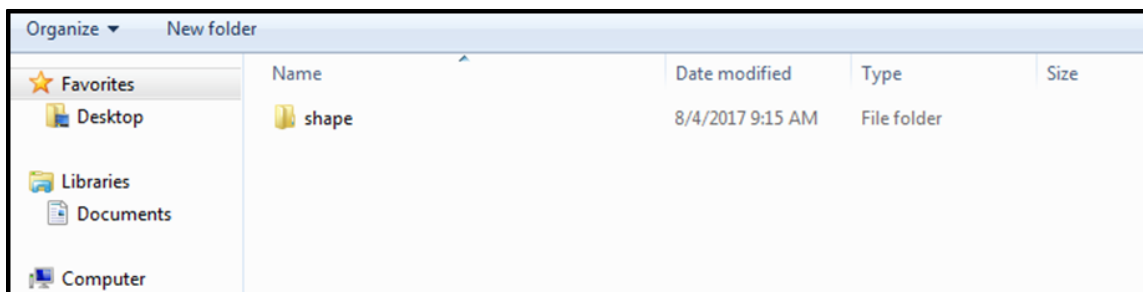 Organize New folder
Favorites
Desktop
Libraries
Documents
Computer
Name Date modified Type Size
shape 8/4/2017 9:15 AM File folder